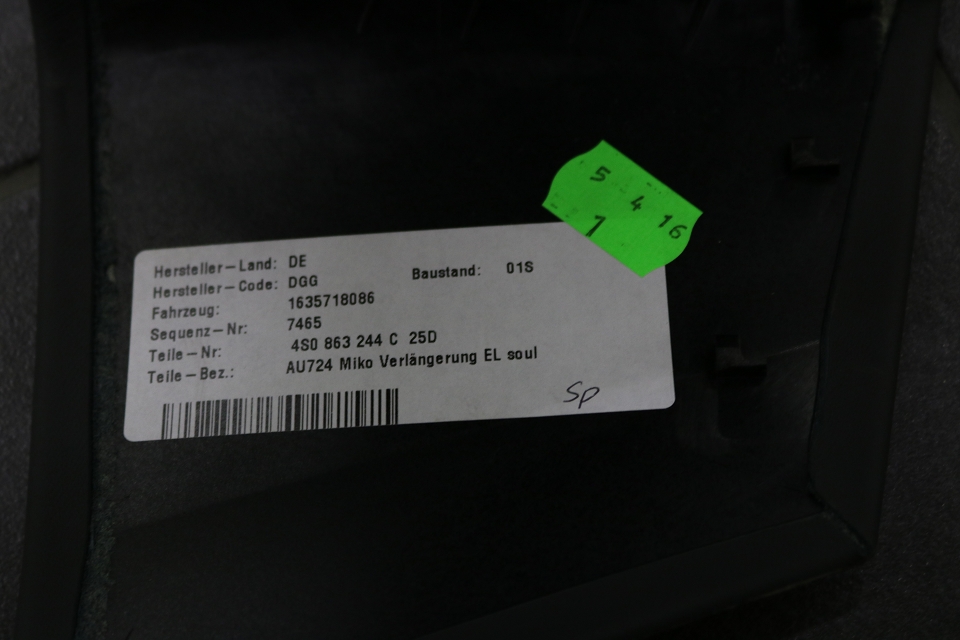 5 4 16
1
Hersteller-Land: DE
Hersteller-Code: DGG Baustand: 01S
Fahrzeug: 1635718086
Sequenz-Nr: 7465
Teile-Nr: 4S0 863 244 C 25D
Teile-Bez.: AU724 Miko Verlängerung EL soul
Sp